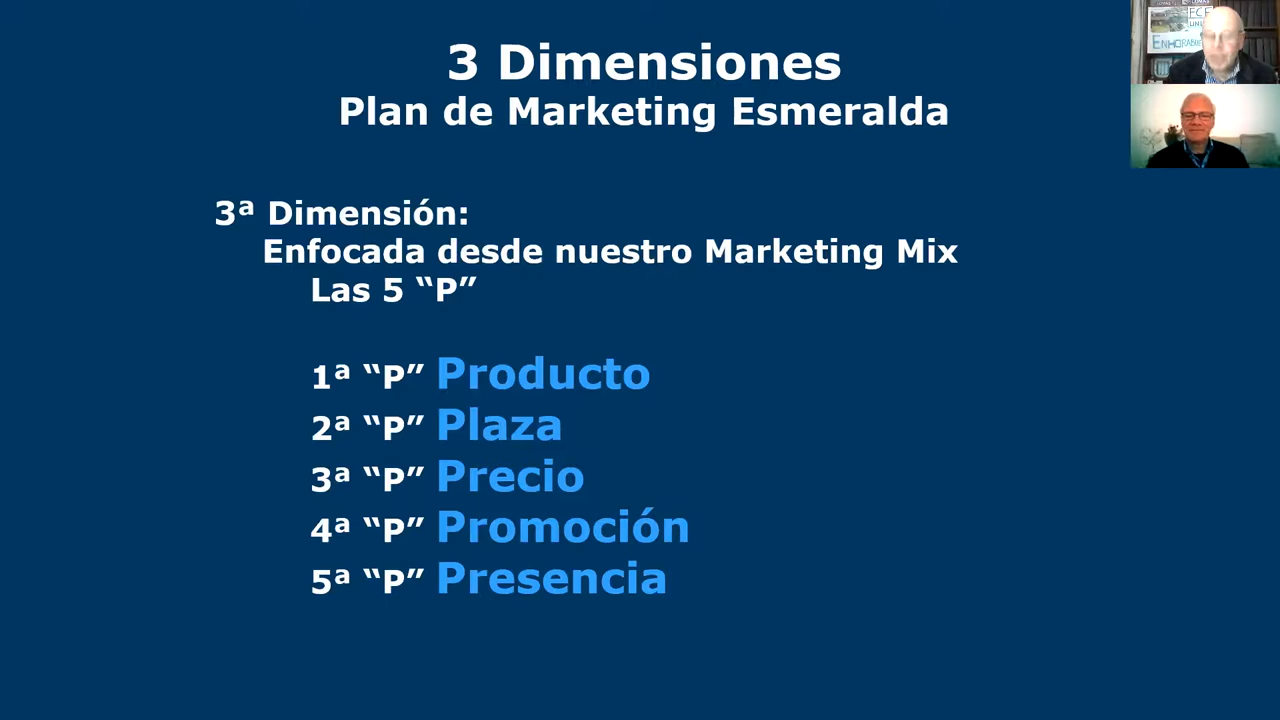 3 Dimensiones
Plan de Marketing Esmeralda
3ª Dimensión:
Enfocada desde nuestro Marketing Mix
Las 5 “P”
1ª “P” Producto
2ª “P” Plaza
3ª “P” Precio
4ª “P” Promoción
5ª “P” Presencia
FCE